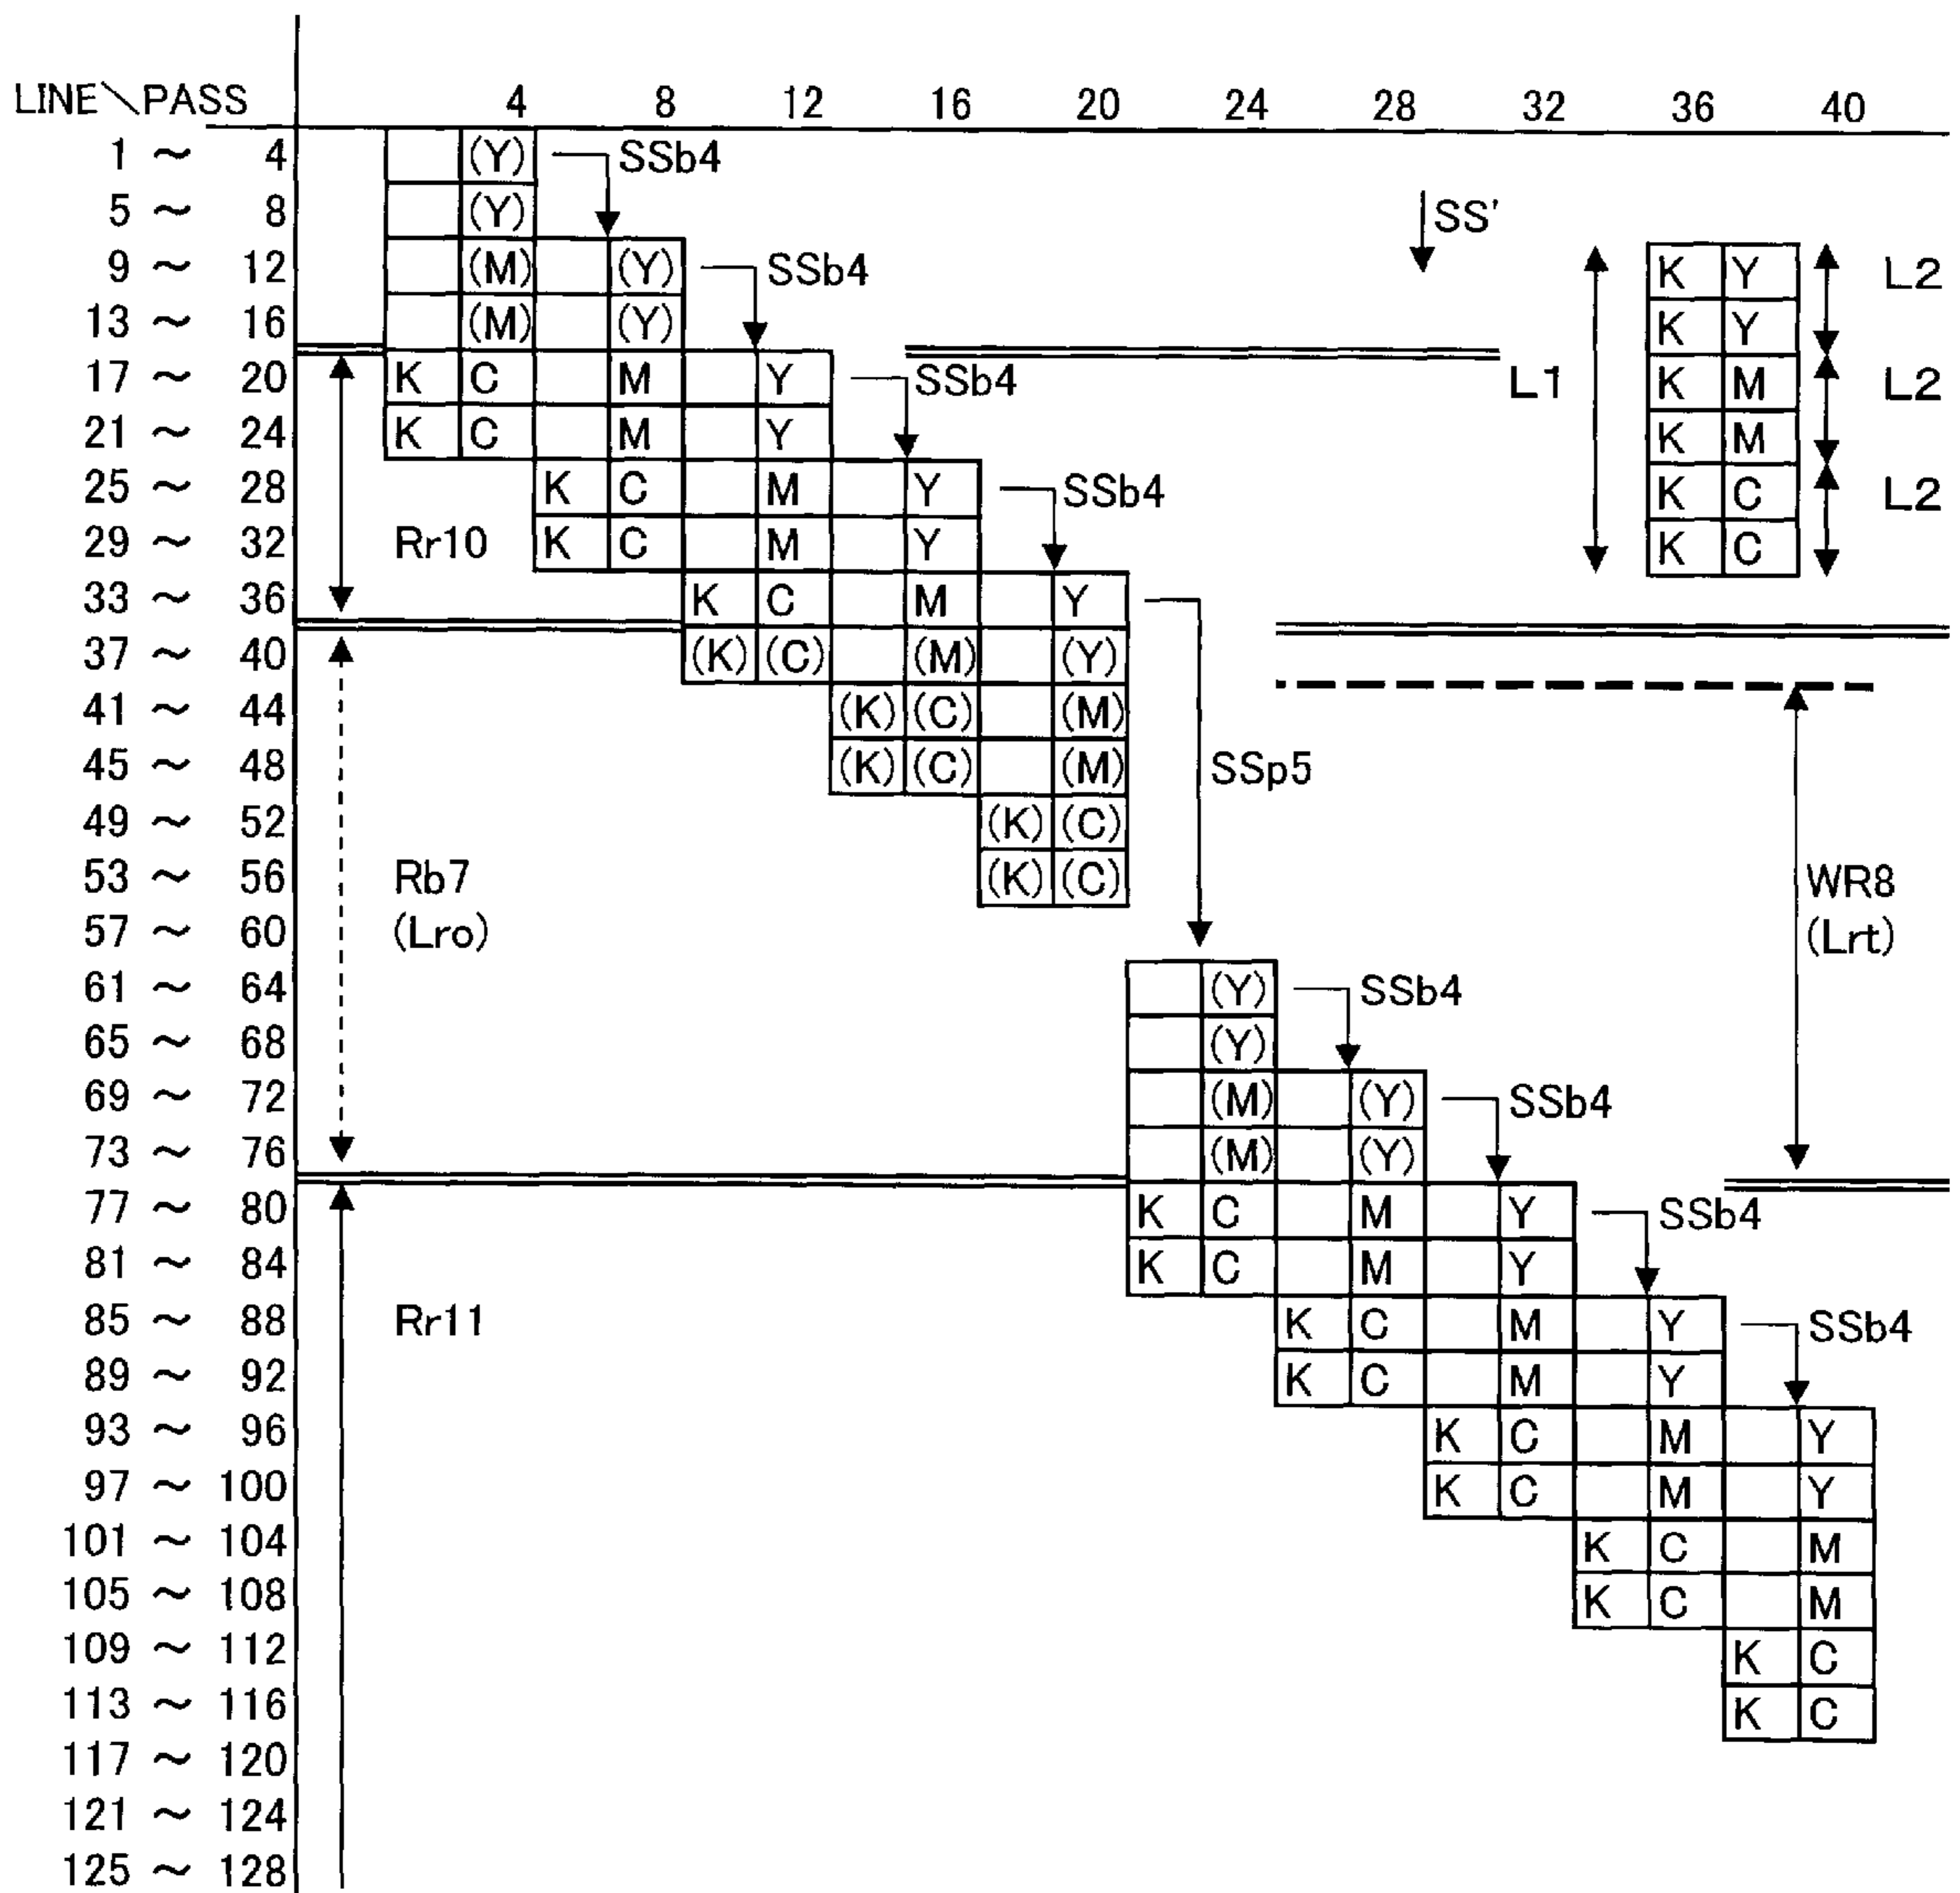 LINE\PASS 4 8 12 16 20 24 28 32 36 40
1 ~ 4 (Y) SSb4
5 ~ 8 (Y) SS'
9 ~ 12 (M) (Y) SSb4 K Y L2
13 ~ 16 (M) (Y) K Y
17 ~ 20 K C M Y SSb4 L1 K M L2
21 ~ 24 K C M Y K M
25 ~ 28 K C M Y SSb4 K C L2
29 ~ 32 Rr10 K C M Y K C
33 ~ 36 K C M Y
37 ~ 40 (K) (C) (M) (Y)
41 ~ 44 (K) (C) (M)
45 ~ 48 (K) (C) (M) SSp5
49 ~ 52 (K) (C)
53 ~ 56 Rb7 (K) (C) WR8
57 ~ 60 (Lro) (Lrt)
61 ~ 64 (Y) SSb4
65 ~ 68 (Y)
69 ~ 72 (M) (Y) SSb4
73 ~ 76 (M) (Y)
77 ~ 80 K C M Y SSb4
81 ~ 84 K C M Y
85 ~ 88 Rr11 K C M Y SSb4
89 ~ 92 K C M Y
93 ~ 96 K C M Y
97 ~ 100 K C M Y
101 ~ 104 K C M
105 ~ 108 K C M
109 ~ 112 K C
113 ~ 116 K C
117 ~ 120
121 ~ 124
125 ~ 128